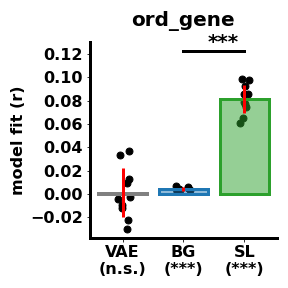 ord_gene
***
0.12
0.10
0.08
0.06
0.04
0.02
0.00
−0.02
model fit (r)
VAE BG SL
(n.s.) (***) (***)